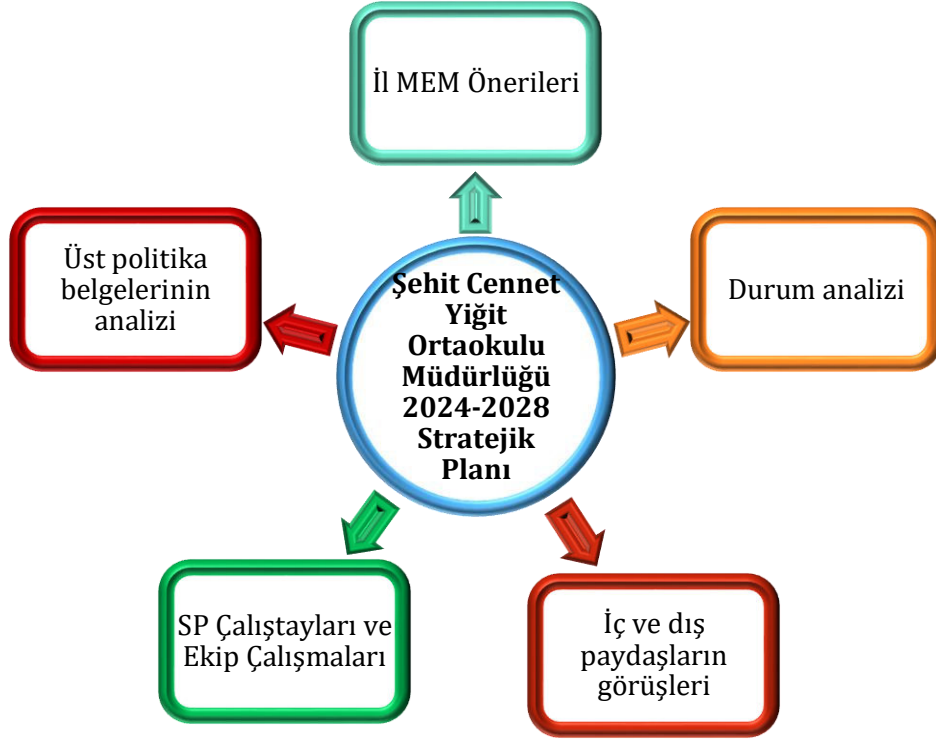 İl MEM Önerileri
Üst politika
belgelerinin
analizi
Durum analizi
Şehit Cennet
Yiğit
Ortaokulu
Müdürlüğü
2024-2028
Stratejik
Planı
SP Çalıştayları ve
Ekip Çalışmaları
İç ve dış
paydaşların
görüşleri